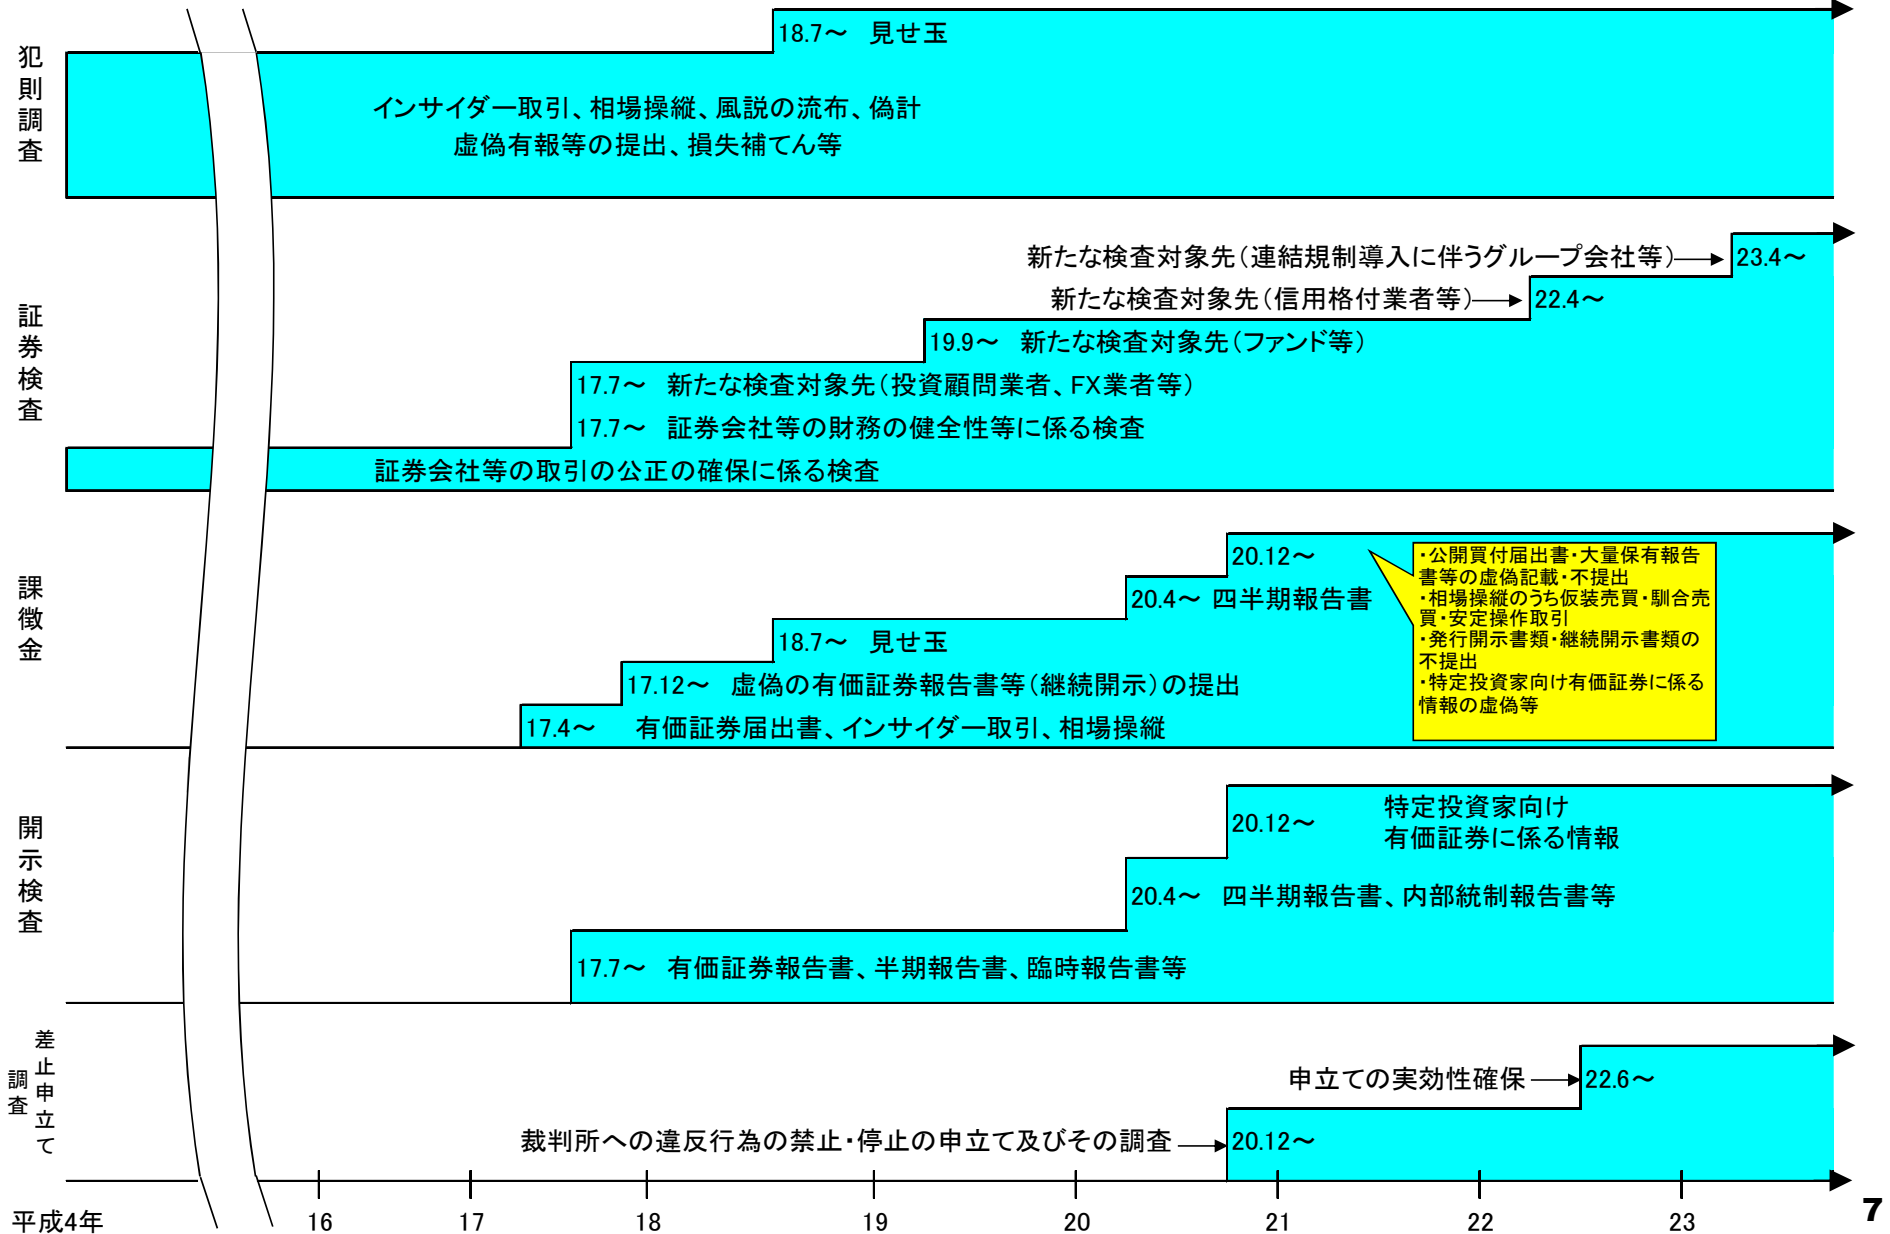 犯則調査
18.7～ 見せ玉
インサイダー取引、相場操縦、風説の流布、偽計
虚偽有報等の提出、損失補てん等
証券検査
新たな検査対象先（連結規制導入に伴うグループ会社等）
23.4～
新たな検査対象先（信用格付業者等）
22.4～
19.9～ 新たな検査対象先（ファンド等）
17.7～ 新たな検査対象先（投資顧問業者、FX業者等）
17.7～ 証券会社等の財務の健全性等に係る検査
証券会社等の取引の公正の確保に係る検査
課徴金
20.12～
・公開買付届出書・大量保有報告
書等の虚偽記載・不提出
・相場操縦のうち仮装売買・馴合売
買・安定操作取引
・発行開示書類・継続開示書類の
不提出
・特定投資家向け有価証券に係る
情報の虚偽等
20.4～ 四半期報告書
18.7～ 見せ玉
17.12～ 虚偽の有価証券報告書等（継続開示）の提出
17.4～ 有価証券届出書、インサイダー取引、相場操縦
開示検査
20.12～
特定投資家向け
有価証券に係る情報
20.4～ 四半期報告書、内部統制報告書等
17.7～ 有価証券報告書、半期報告書、臨時報告書等
差止申立て
調査
申立ての実効性確保
22.6～
裁判所への違反行為の禁止・停止の申立て及びその調査
20.12～
平成4年 16 17 18 19 20 21 22 23
7